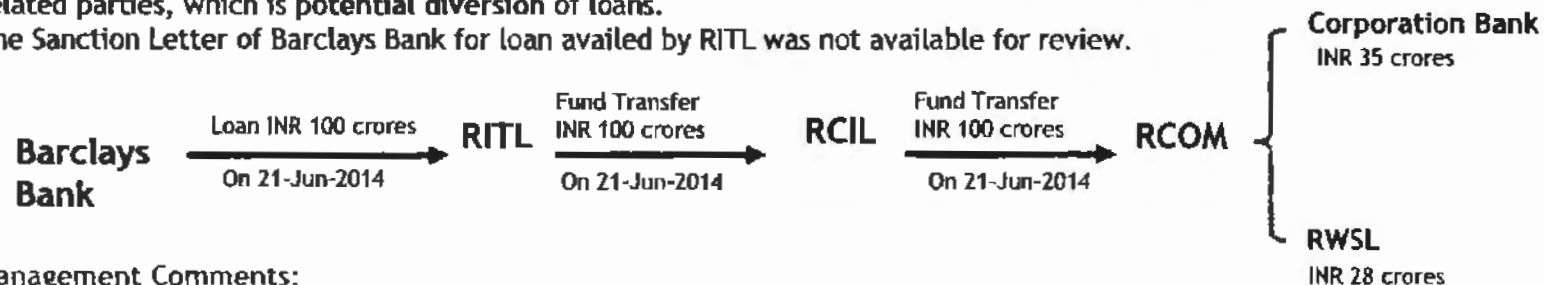 related parties, which is potential diversion of loans.
The Sanction Letter of Barclays Bank for loan availed by RITL was not available for review.
Barclays Bank
Loan INR 100 crores
On 21-Jun-2014
RITL
Fund Transfer
INR 100 crores
On 21-Jun-2014
RCIL
Fund Transfer
INR 100 crores
On 21-Jun-2014
RCOM
Corporation Bank
INR 35 crores
RWSL
INR 28 crores
Management Comments: